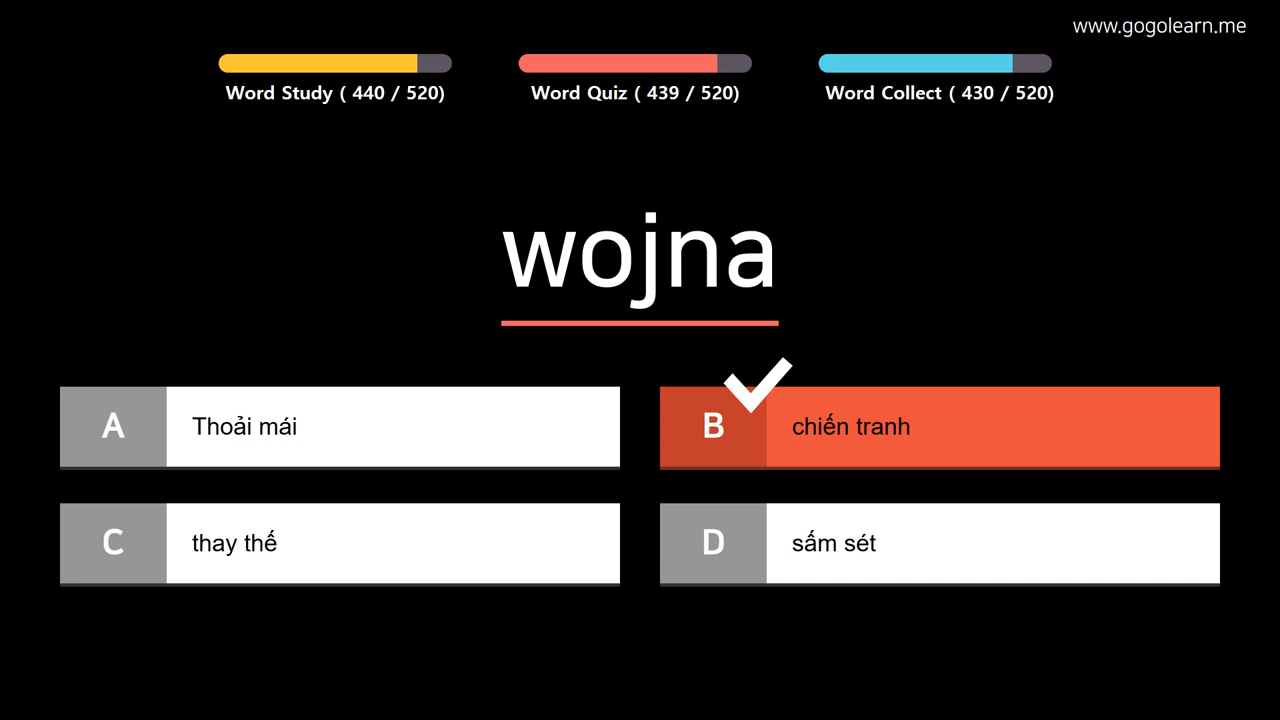 www.gogolearn.me
Word Study ( 440 / 520)
Word Quiz ( 439 / 520)
Word Collect ( 430 / 520)
wojna
A Thoải mái
B chiến tranh
C thay thế
D sấm sét